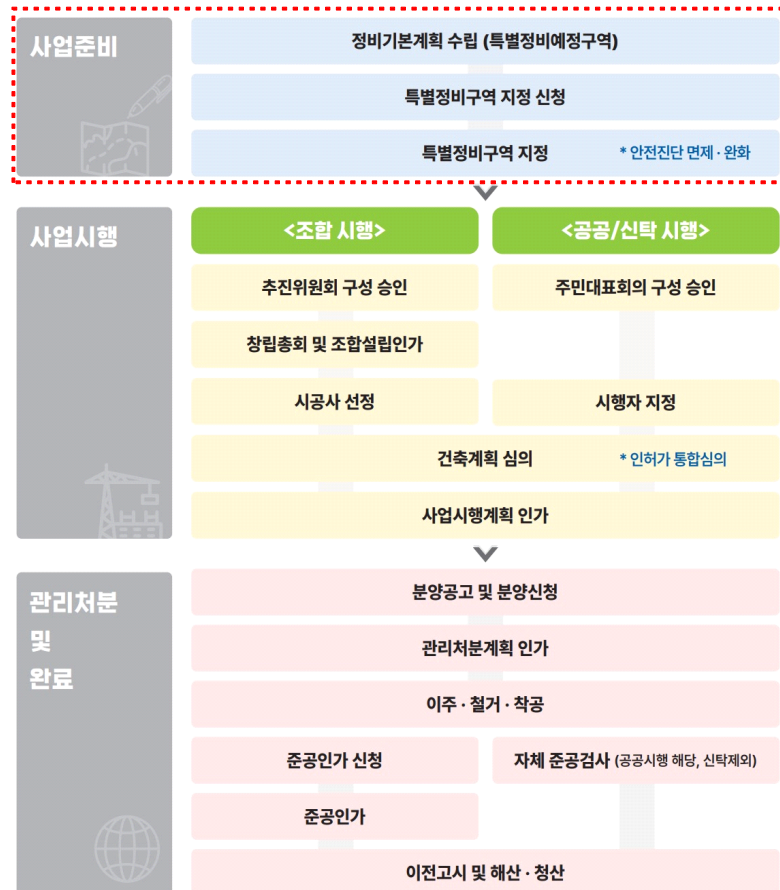 사업준비
정비기본계획 수립 (특별정비예정구역)
특별정비구역 지정 신청
특별정비구역 지정 * 안전진단 면제 · 완화
사업시행
<조합 시행> <공공/신탁 시행>
추진위원회 구성 승인 주민대표회의 구성 승인
창립총회 및 조합설립인가
시공사 선정 시행자 지정
건축계획 심의 * 인허가 통합심의
사업시행계획 인가
관리처분
및
완료
분양공고 및 분양신청
관리처분계획 인가
이주 · 철거 · 착공
준공인가 신청 자체 준공검사 (공공시행 해당, 신탁제외)
준공인가
이전고시 및 해산 · 청산